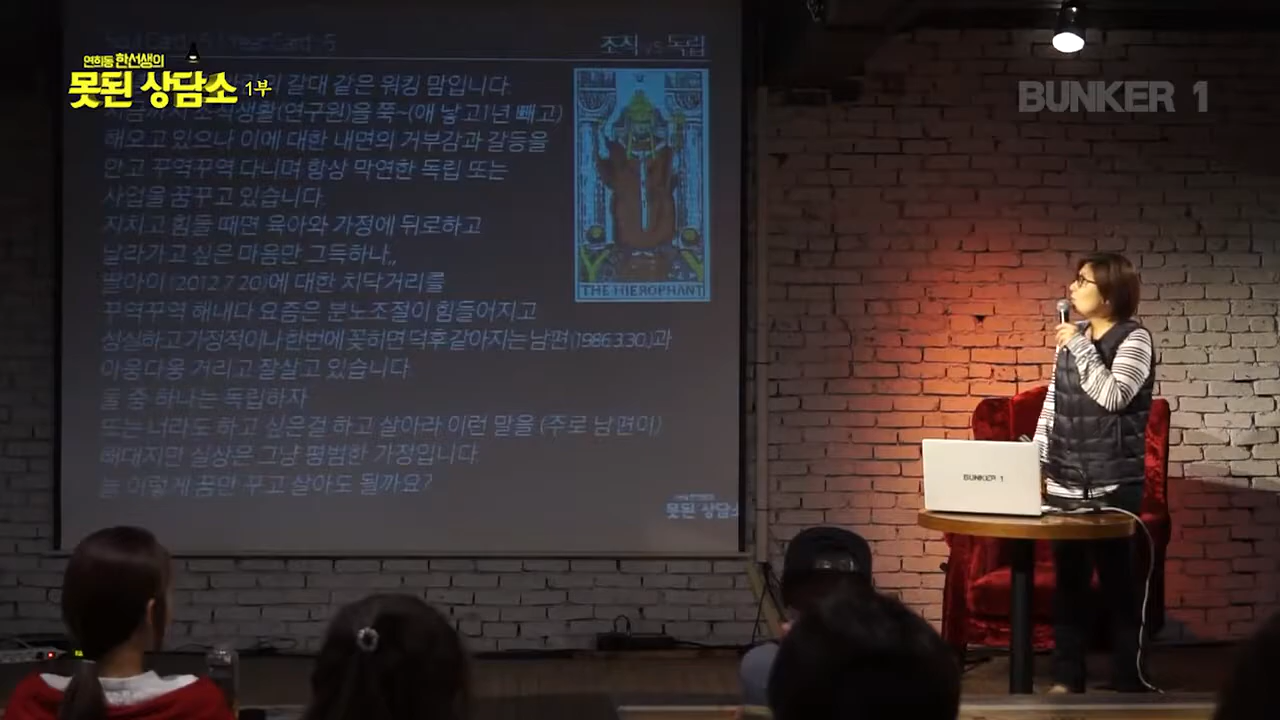 연희동 한선생의
못된 상담소 1부
BUNKER 1
조직 vs 독립
갈대 같은 워킹 맘입니다.
조직생활(연구원)을 쭉~(애 낳고1년 빼고)
해오고 있으나 이에 대한 내면의 거부감과 갈등을
안고 꾸역꾸역 다니며 항상 막연한 독립 또는
사업을 꿈꾸고 있습니다.
지치고 힘들 때면 육아와 가정에 뒤로하고
날라가고 싶은 마음만 그득하나,,
딸아이 (2012.7.20)에 대한 치닥거리를
꾸역꾸역 해내다 요즘은 분노조절이 힘들어지고
성실하고 가정적이나 한번에 꽂히면 덕후 같아지는 남편(1986.3.30.)과
아웅다웅 거리고 잘살고 있습니다.
둘 중 하나는 독립하자
또는 너라도 하고 싶은걸 하고 살아라 이런 말을 (주로 남편이)
해대지만 실상은 그냥 평범한 가정입니다
늘 이렇게 꿈만 꾸고 살아도 될까요?
THE HIEROPHANT
못된 상담소
BUNKER 1